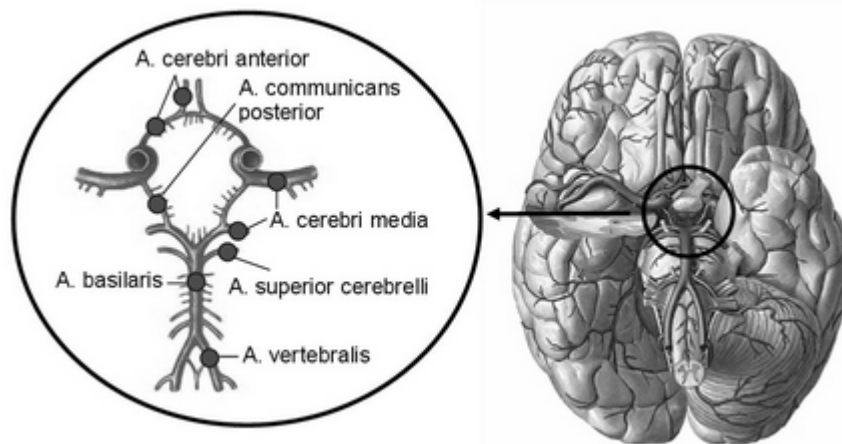 A. cerebri anterior
A. communicans
posterior
A. cerebri media
A. basilaris
A. superior cerebrelli
A. vertebralis